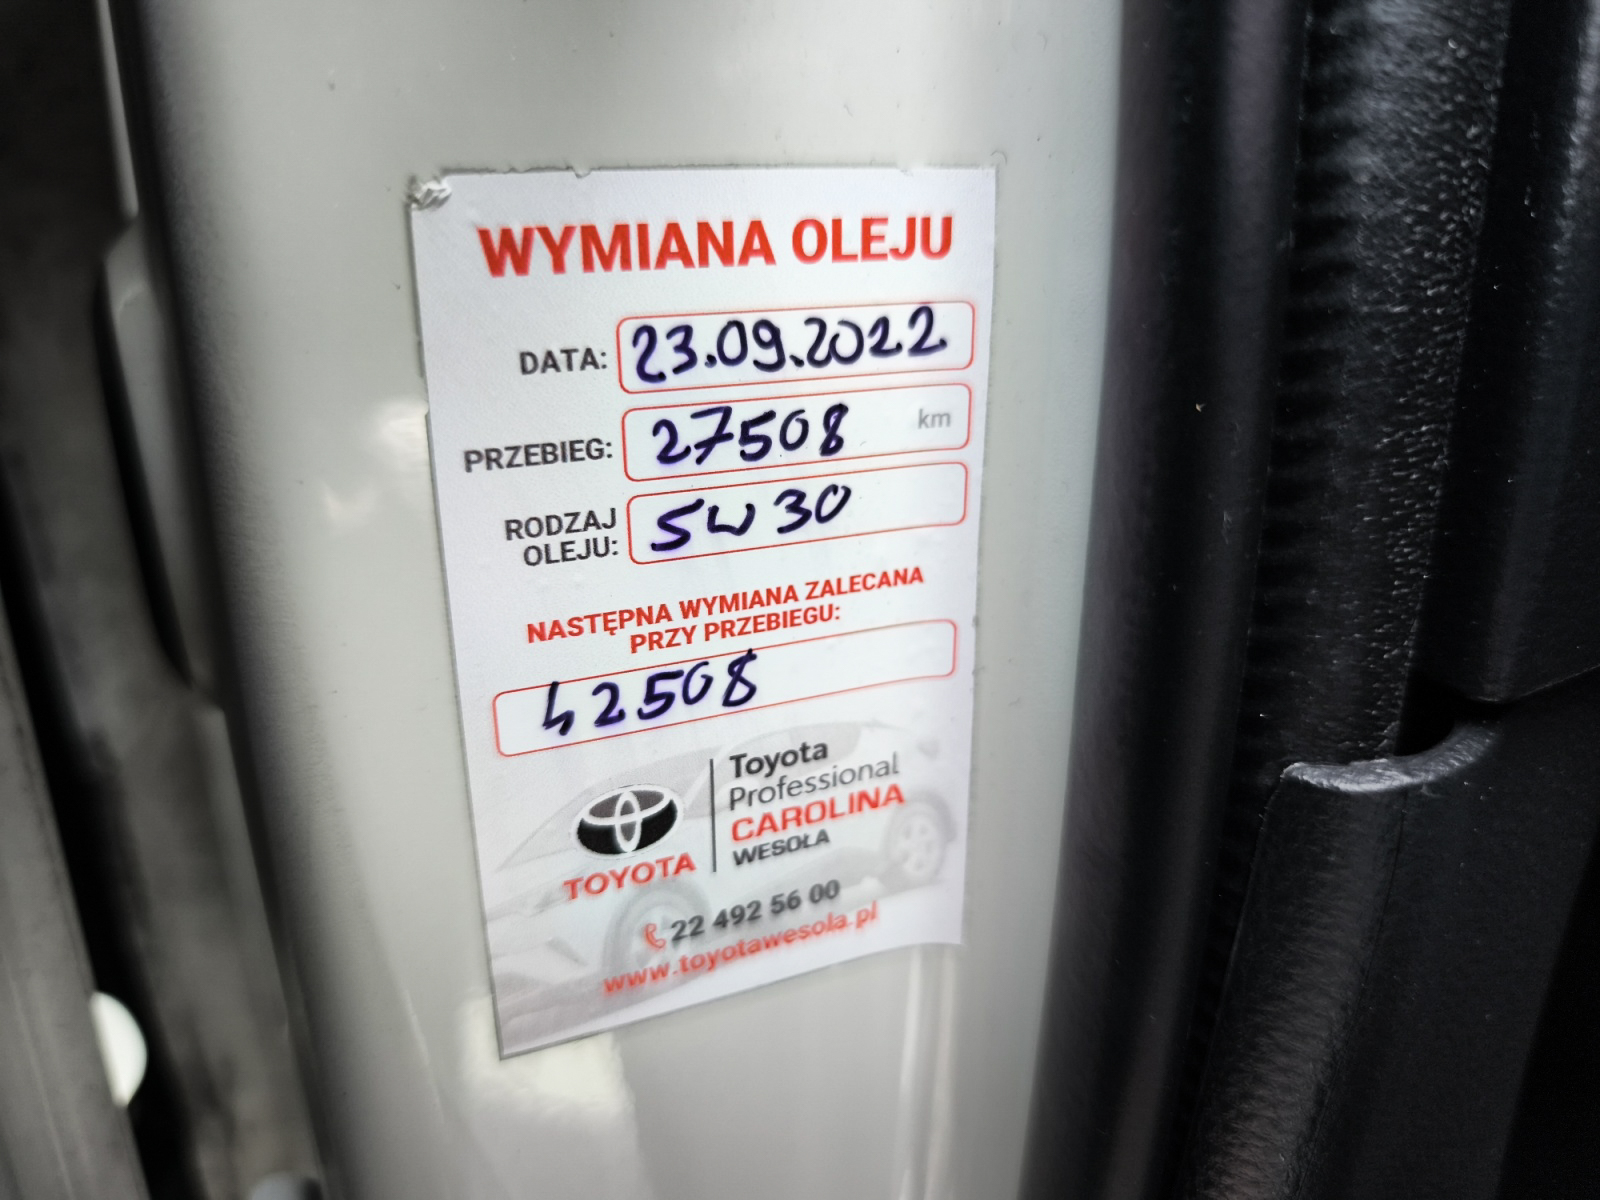 WYMIANA OLEJU
DATA: 23.09.2022
PRZEBIEG: 27508 km
RODZAJ
OLEJU: 5W30
NASTĘPNA WYMIANA ZALECANA
PRZY PRZEBIEGU:
42508
Toyota
Professional
CAROLINA
WESOŁA
TOYOTA
22 492 56 00
www.toyotawesola.pl